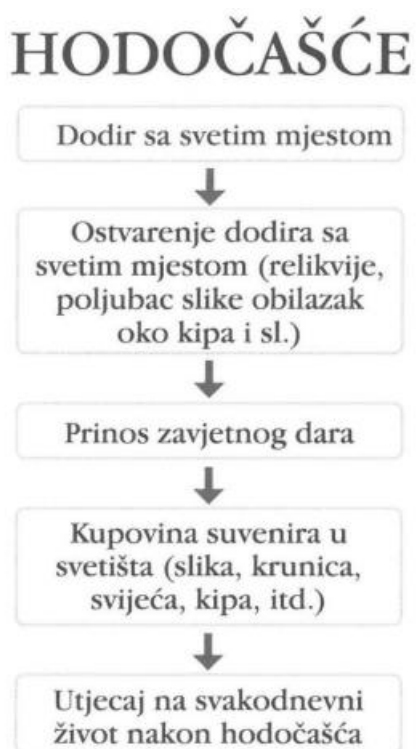 HODOČAŠĆE
Dodir sa svetim mjestom
Ostvarenje dodira sa
svetim mjestom (relikvije,
poljubac slike obilazak
oko kipa i sl.)
Prinos zavjetnog dara
Kupovina suvenira u
svetišta (slika, krunica,
svijeća, kipa, itd.)
Utjecaj na svakodnevni
život nakon hodočašća